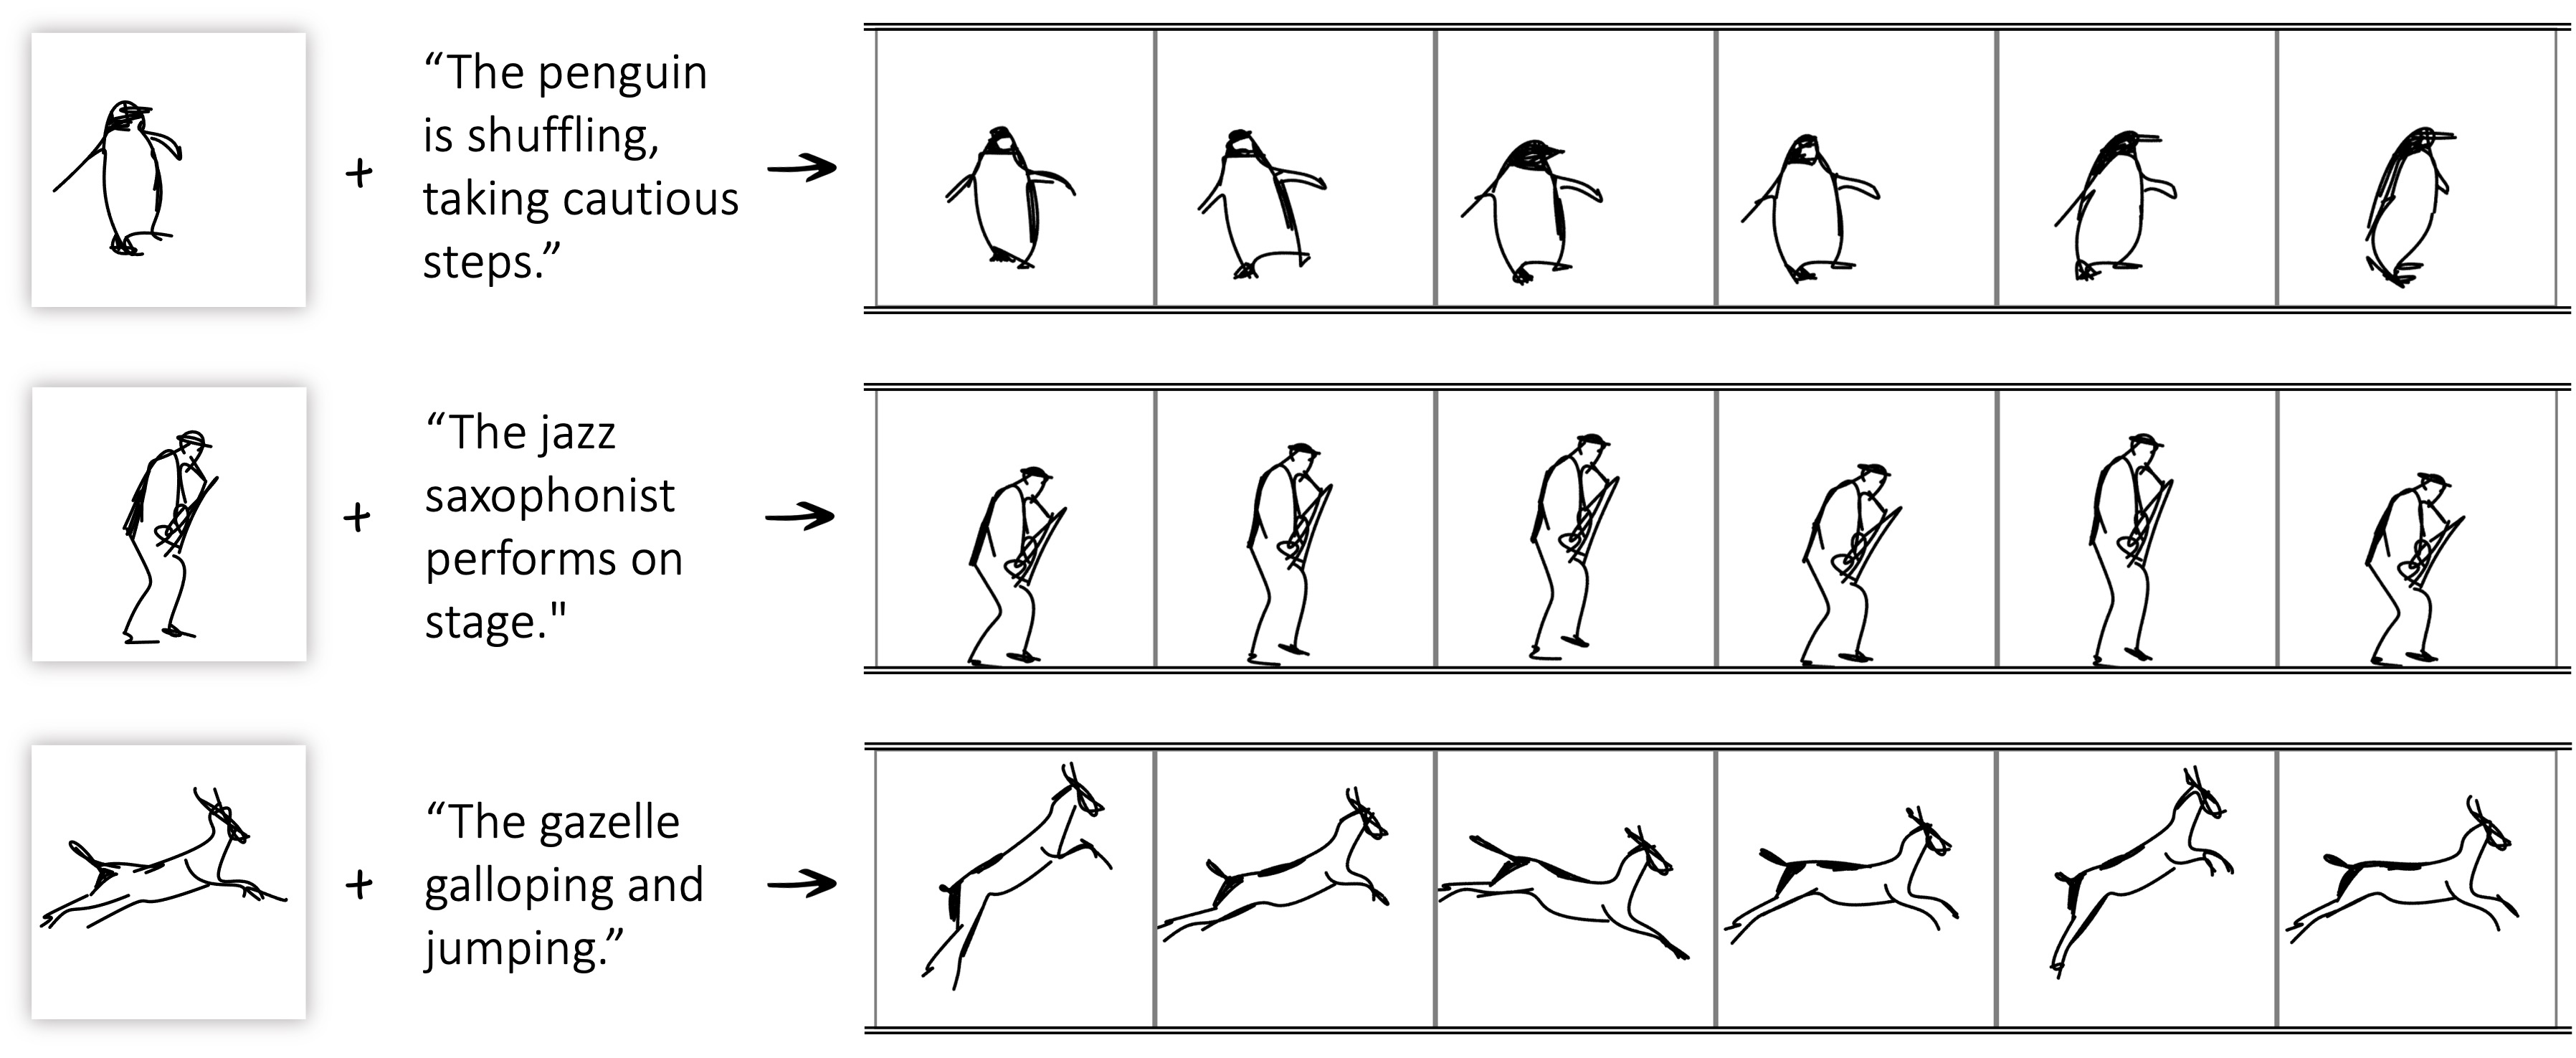 “The penguin
is shuffling,
taking cautious
steps.”
“The jazz
saxophonist
performs on
stage."
“The gazelle
galloping and
jumping.”